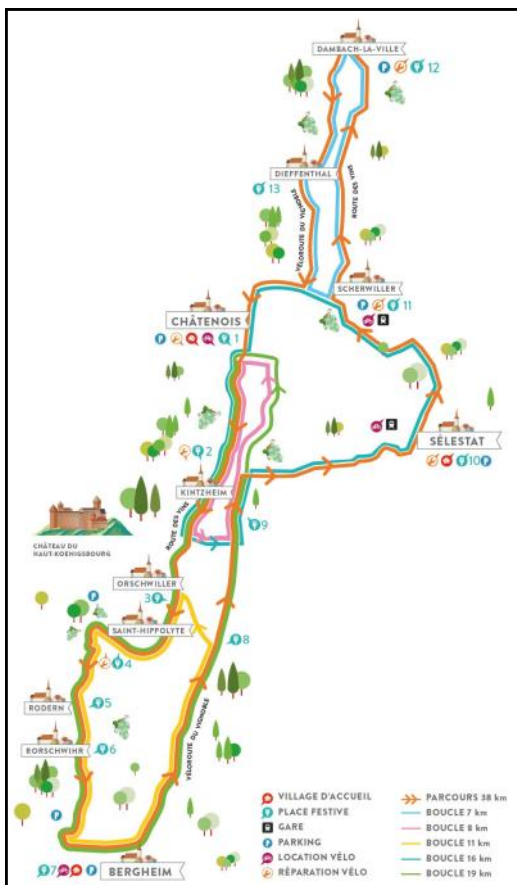 DAMBACH-LA-VILLE
P 12
DIEFFENTHAL
13
VÉLOROUTE DU VIGNOBLE
ROUTE DES VINS
SCHERWILLER
P 11
CHÂTENOIS
P 1
2
SÉLESTAT
10 P
KINTZHEIM
ROUTE DES VINS
9
CHÂTEAU DU
HAUT-KOENIGSBOURG
ORSCHWILLER
3
P
SAINT-HIPPOLYTE
8
4
RODERN
5
RORSCHWIHR
6
VÉLOROUTE DU VIGNOBLE
P
7 P
BERGHEIM
VILLAGE D'ACCUEIL
PLACE FESTIVE
GARE
P PARKING
LOCATION VÉLO
RÉPARATION VÉLO
PARCOURS 38 km
BOUCLE 7 km
BOUCLE 8 km
BOUCLE 11 km
BOUCLE 16 km
BOUCLE 19 km